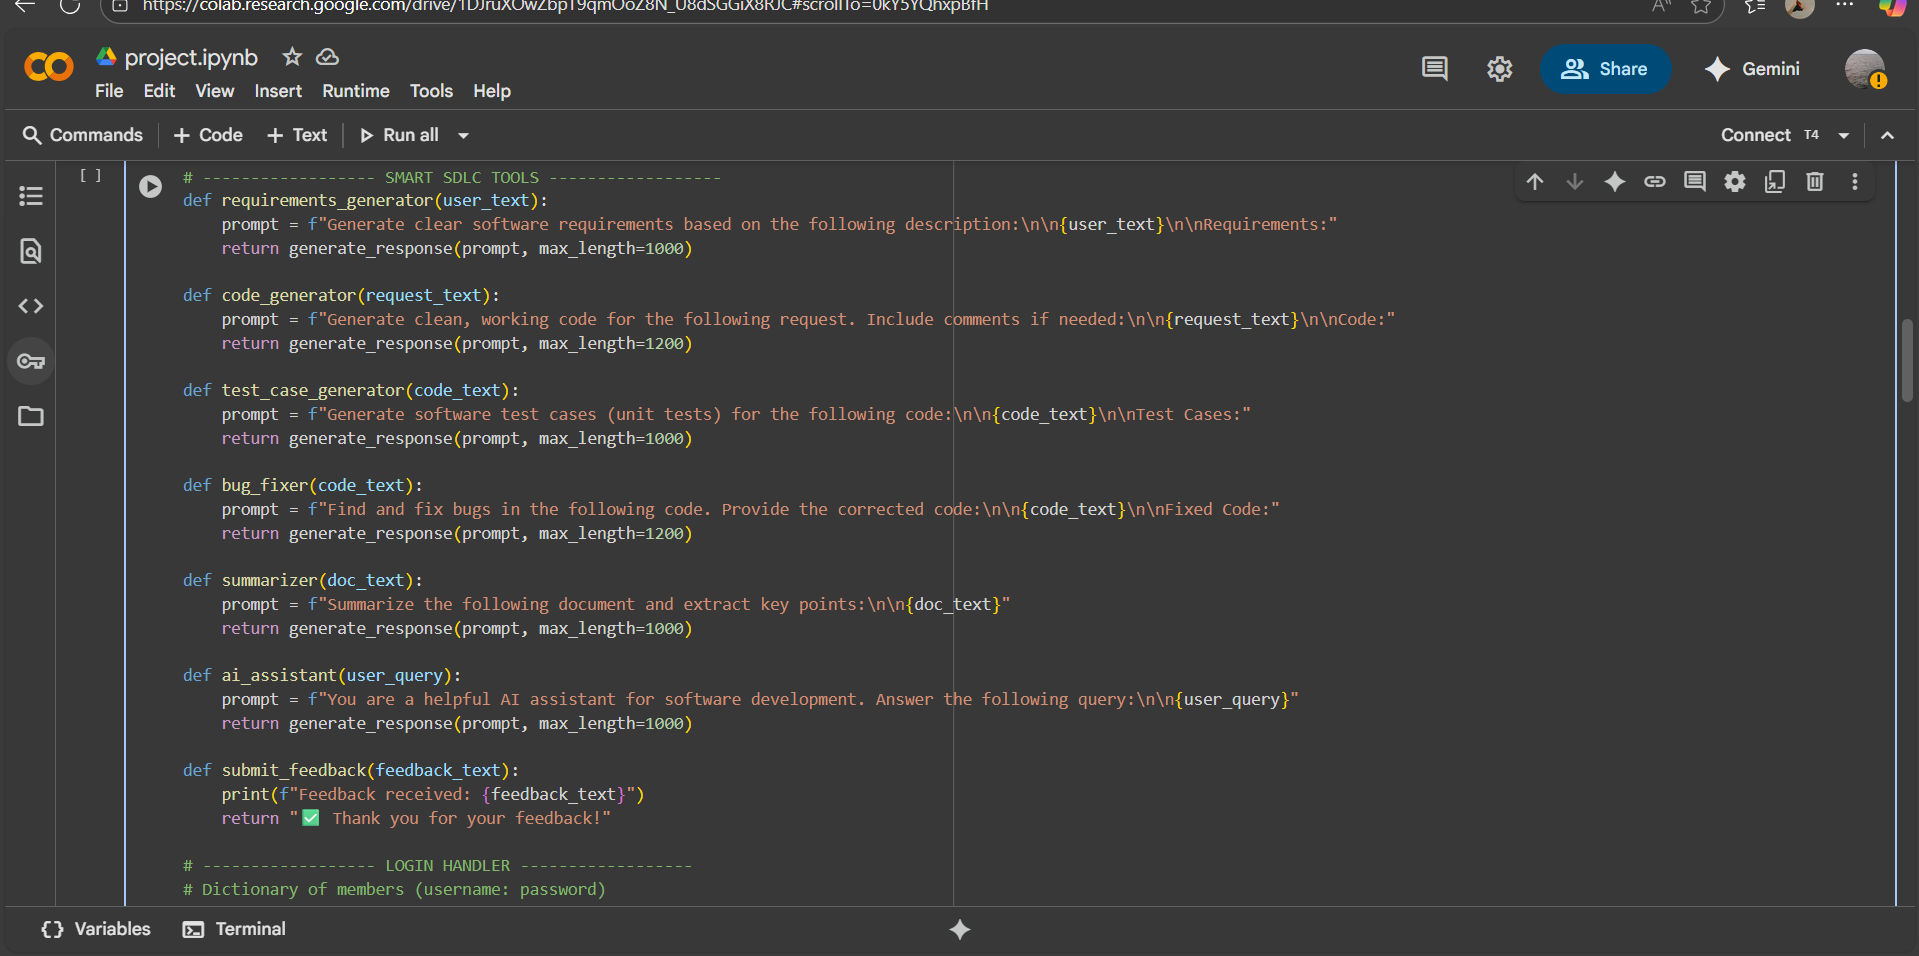 https://colab.research.google.com/drive/1DJruXOwZbpT9qmOoZ8N_U8dSGGiX8RJC#scrollTo=0kY5YQhxpBfH
project.ipynb
File Edit View Insert Runtime Tools Help
Share
Gemini
Commands + Code + Text Run all
Connect T4
[ ]
# ------------------ SMART SDLC TOOLS ------------------
def requirements_generator(user_text):
    prompt = f"Generate clear software requirements based on the following description:\n\n{user_text}\n\nRequirements:"
    return generate_response(prompt, max_length=1000)
def code_generator(request_text):
    prompt = f"Generate clean, working code for the following request. Include comments if needed:\n\n{request_text}\n\nCode:"
    return generate_response(prompt, max_length=1200)
def test_case_generator(code_text):
    prompt = f"Generate software test cases (unit tests) for the following code:\n\n{code_text}\n\nTest Cases:"
    return generate_response(prompt, max_length=1000)
def bug_fixer(code_text):
    prompt = f"Find and fix bugs in the following code. Provide the corrected code:\n\n{code_text}\n\nFixed Code:"
    return generate_response(prompt, max_length=1200)
def summarizer(doc_text):
    prompt = f"Summarize the following document and extract key points:\n\n{doc_text}"
    return generate_response(prompt, max_length=1000)
def ai_assistant(user_query):
    prompt = f"You are a helpful AI assistant for software development. Answer the following query:\n\n{user_query}"
    return generate_response(prompt, max_length=1000)
def submit_feedback(feedback_text):
    print(f"Feedback received: {feedback_text}")
    return "✅ Thank you for your feedback!"
# ------------------ LOGIN HANDLER ------------------
# Dictionary of members (username: password)
Variables Terminal